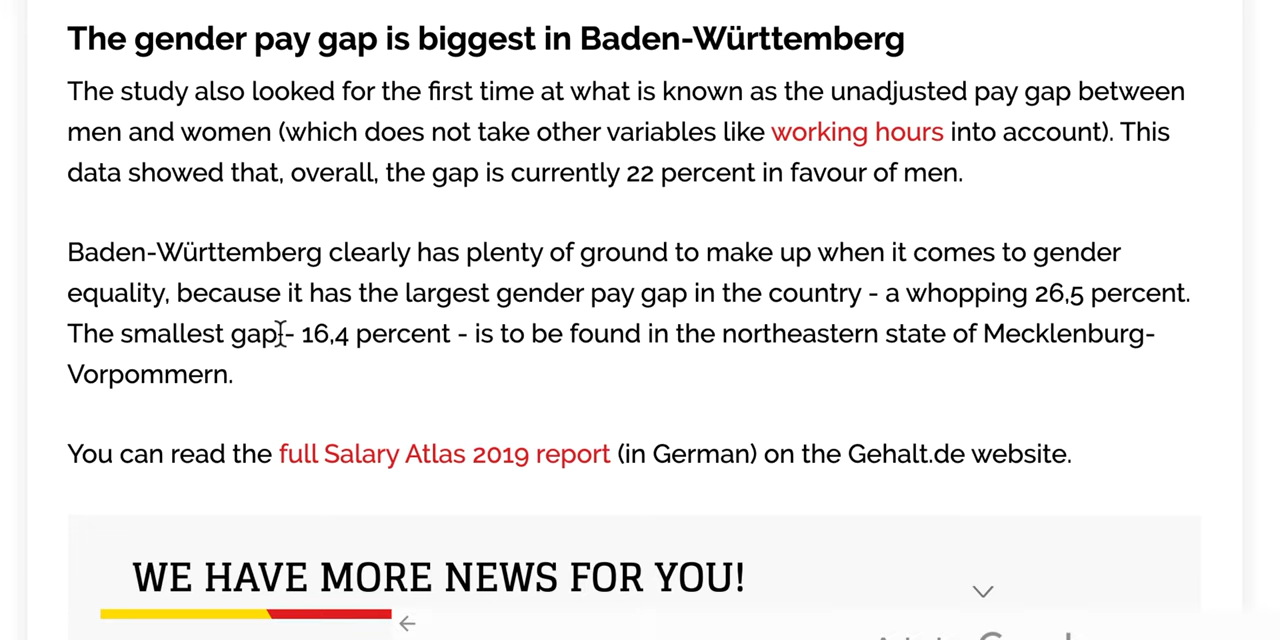 The gender pay gap is biggest in Baden-Württemberg
The study also looked for the first time at what is known as the unadjusted pay gap between
men and women (which does not take other variables like working hours into account). This
data showed that, overall, the gap is currently 22 percent in favour of men.
Baden-Württemberg clearly has plenty of ground to make up when it comes to gender
equality, because it has the largest gender pay gap in the country - a whopping 26,5 percent.
The smallest gap - 16,4 percent - is to be found in the northeastern state of Mecklenburg-
Vorpommern.
You can read the full Salary Atlas 2019 report (in German) on the Gehalt.de website.
WE HAVE MORE NEWS FOR YOU!